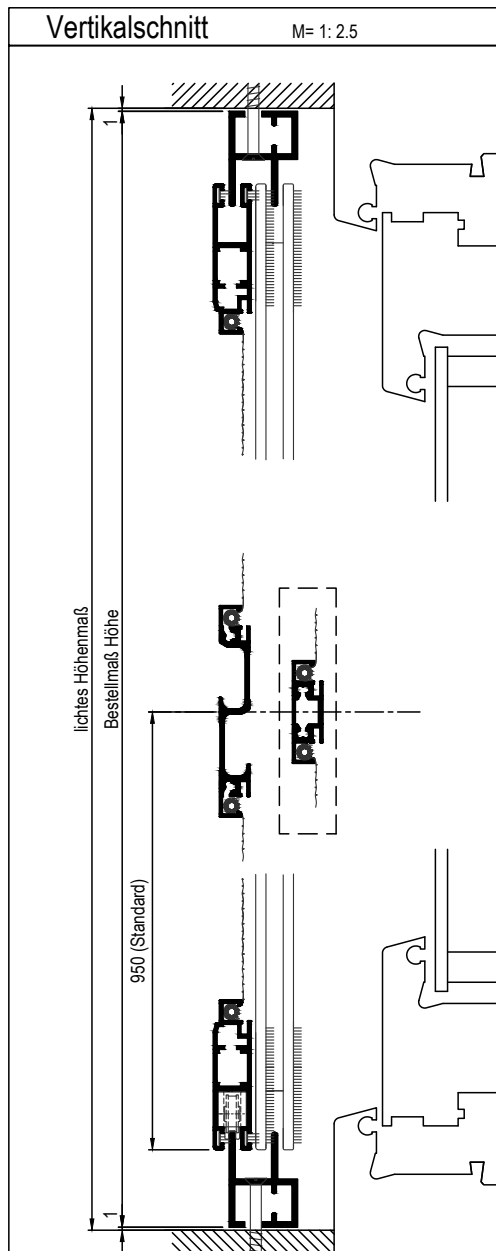 Vertikalschnitt M= 1: 2.5
1
lichtes Höhenmaß
Bestellmaß Höhe
950 (Standard)
1